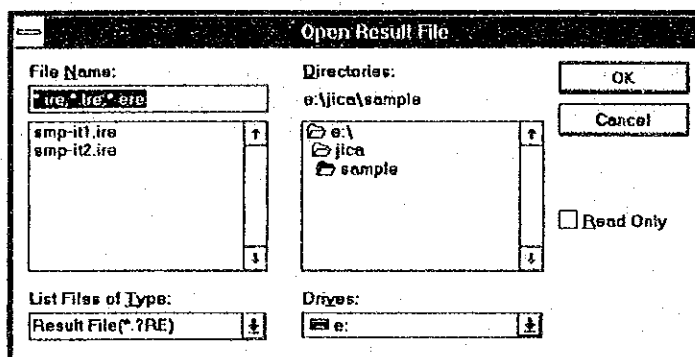 Open Result File
File Name:
*.ire;*.lre;*.ere
smp-it1.ire
smp-it2.ire
List Files of Type:
Result File(*.?RE)
Directories:
e:\jica\sample
e:\
jica
sample
Drives:
e:
OK
Cancel
Read Only